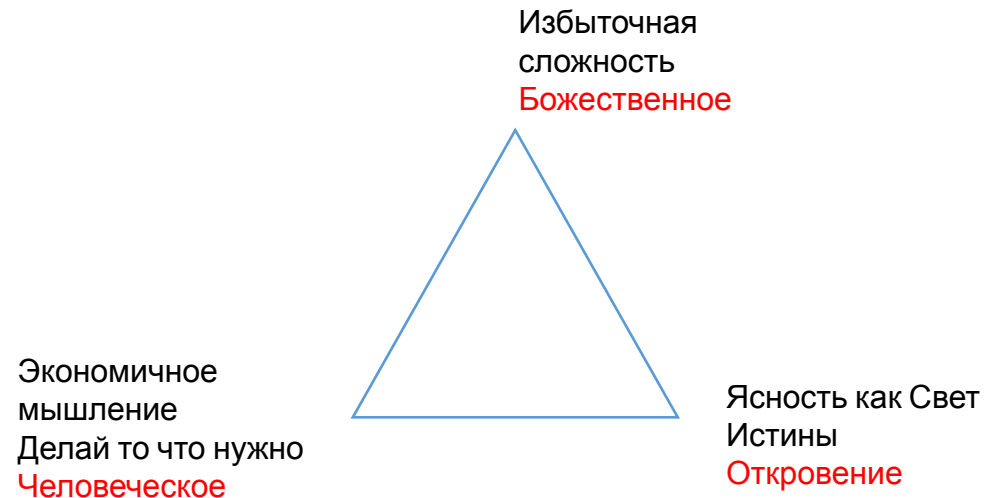 Избыточная
сложность
Божественное
Экономичное
мышление
Делай то что нужно
Человеческое
Ясность как Свет
Истины
Откровение